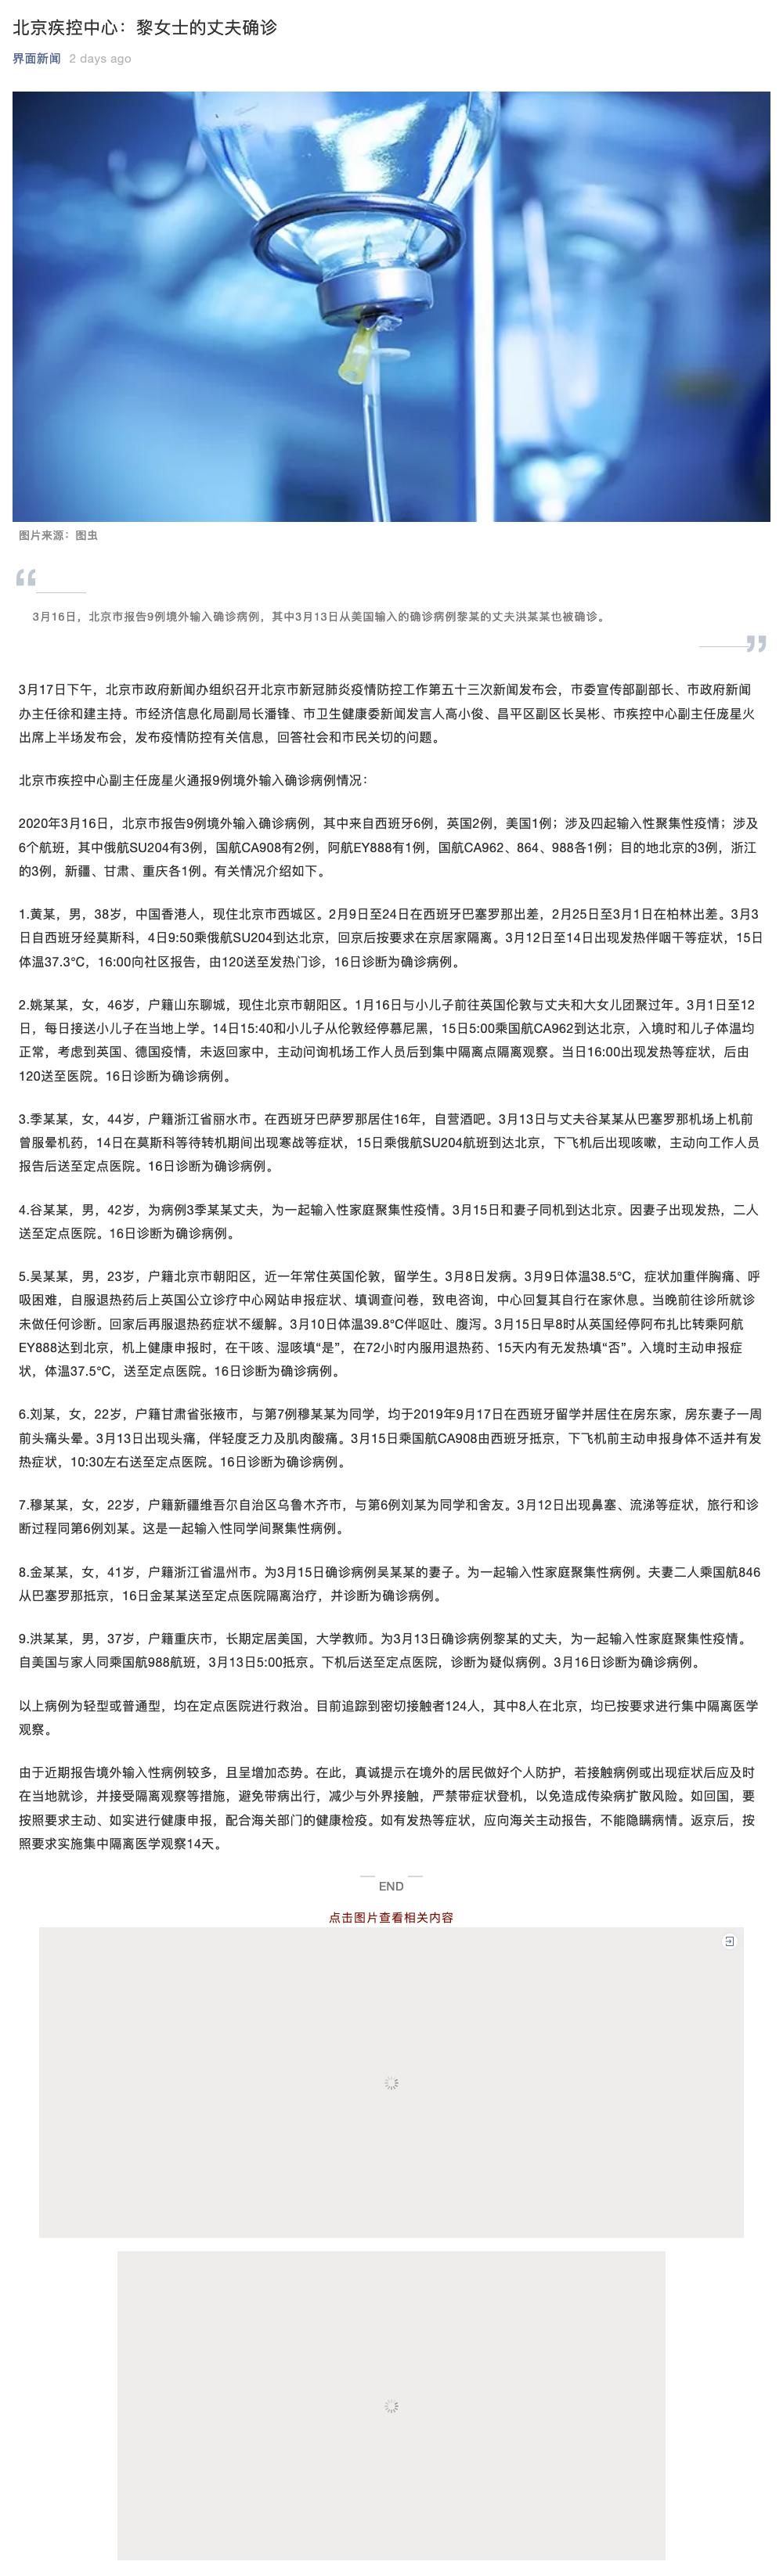 北京疾控中心：黎女士的丈夫确诊
界面新闻 2 days ago
图片来源：图虫
“
3月16日，北京市报告9例境外输入确诊病例，其中3月13日从美国输入的确诊病例黎某的丈夫洪某某也被确诊。
”
3月17日下午，北京市政府新闻办组织召开北京市新冠肺炎疫情防控工作第五十三次新闻发布会，市委宣传部副部长、市政府新闻
办主任徐和建主持。市经济信息化局副局长潘锋、市卫生健康委新闻发言人高小俊、昌平区副区长吴彬、市疾控中心副主任庞星火
出席上半场发布会，发布疫情防控有关信息，回答社会和市民关切的问题。
北京市疾控中心副主任庞星火通报9例境外输入确诊病例情况：
2020年3月16日，北京市报告9例境外输入确诊病例，其中来自西班牙6例，英国2例，美国1例；涉及四起输入性聚集性疫情；涉及
6个航班，其中俄航SU204有3例，国航CA908有2例，阿航EY888有1例，国航CA962、864、988各1例；目的地北京的3例，浙江
的3例，新疆、甘肃、重庆各1例。有关情况介绍如下。
1.黄某，男，38岁，中国香港人，现住北京市西城区。2月9日至24日在西班牙巴塞罗那出差，2月25日至3月1日在柏林出差。3月3
日自西班牙经莫斯科，4日9:50乘俄航SU204到达北京，回京后按要求在京居家隔离。3月12日至14日出现发热伴咽干等症状，15日
体温37.3℃，16:00向社区报告，由120送至发热门诊，16日诊断为确诊病例。
2.姚某某，女，46岁，户籍山东聊城，现住北京市朝阳区。1月16日与小儿子前往英国伦敦与丈夫和大女儿团聚过年。3月1日至12
日，每日接送小儿子在当地上学。14日15:40和小儿子从伦敦经停慕尼黑，15日5:00乘国航CA962到达北京，入境时和儿子体温均
正常，考虑到英国、德国疫情，未返回家中，主动问询机场工作人员后到集中隔离点隔离观察。当日16:00出现发热等症状，后由
120送至医院。16日诊断为确诊病例。
3.季某某，女，44岁，户籍浙江省丽水市。在西班牙巴萨罗那居住16年，自营酒吧。3月13日与丈夫谷某某从巴塞罗那机场上机前
曾服晕机药，14日在莫斯科等待转机期间出现寒战等症状，15日乘俄航SU204航班到达北京，下飞机后出现咳嗽，主动向工作人员
报告后送至定点医院。16日诊断为确诊病例。
4.谷某某，男，42岁，为病例3季某某丈夫，为一起输入性家庭聚集性疫情。3月15日和妻子同机到达北京。因妻子出现发热，二人
送至定点医院。16日诊断为确诊病例。
5.吴某某，男，23岁，户籍北京市朝阳区，近一年常住英国伦敦，留学生。3月8日发病。3月9日体温38.5℃，症状加重伴胸痛、呼
吸困难，自服退热药后上英国公立诊疗中心网站申报症状、填调查问卷，致电咨询，中心回复其自行在家休息。当晚前往诊所就诊
未做任何诊断。回家后再服退热药症状不缓解。3月10日体温39.8℃伴呕吐、腹泻。3月15日早8时从英国经停阿布扎比转乘阿航
EY888达到北京，机上健康申报时，在干咳、湿咳填“是”，在72小时内服用退热药、15天内有无发热填“否”。入境时主动申报症
状，体温37.5℃，送至定点医院。16日诊断为确诊病例。
6.刘某，女，22岁，户籍甘肃省张掖市，与第7例穆某某为同学，均于2019年9月17日在西班牙留学并居住在房东家，房东妻子一周
前头痛头晕。3月13日出现头痛，伴轻度乏力及肌肉酸痛。3月15日乘国航CA908由西班牙抵京，下飞机前主动申报身体不适并有发
热症状，10:30左右送至定点医院。16日诊断为确诊病例。
7.穆某某，女，22岁，户籍新疆维吾尔自治区乌鲁木齐市，与第6例刘某为同学和舍友。3月12日出现鼻塞、流涕等症状，旅行和诊
断过程同第6例刘某。这是一起输入性同学间聚集性病例。
8.金某某，女，41岁，户籍浙江省温州市。为3月15日确诊病例吴某某的妻子。为一起输入性家庭聚集性病例。夫妻二人乘国航846
从巴塞罗那抵京，16日金某某送至定点医院隔离治疗，并诊断为确诊病例。
9.洪某某，男，37岁，户籍重庆市，长期定居美国，大学教师。为3月13日确诊病例黎某的丈夫，为一起输入性家庭聚集性疫情。
自美国与家人同乘国航988航班，3月13日5:00抵京。下机后送至定点医院，诊断为疑似病例。3月16日诊断为确诊病例。
以上病例为轻型或普通型，均在定点医院进行救治。目前追踪到密切接触者124人，其中8人在北京，均已按要求进行集中隔离医学
观察。
由于近期报告境外输入性病例较多，且呈增加态势。在此，真诚提示在境外的居民做好个人防护，若接触病例或出现症状后应及时
在当地就诊，并接受隔离观察等措施，避免带病出行，减少与外界接触，严禁带症状登机，以免造成传染病扩散风险。如回国，要
按照要求主动、如实进行健康申报，配合海关部门的健康检疫。如有发热等症状，应向海关主动报告，不能隐瞒病情。返京后，按
照要求实施集中隔离医学观察14天。
END
点击图片查看相关内容